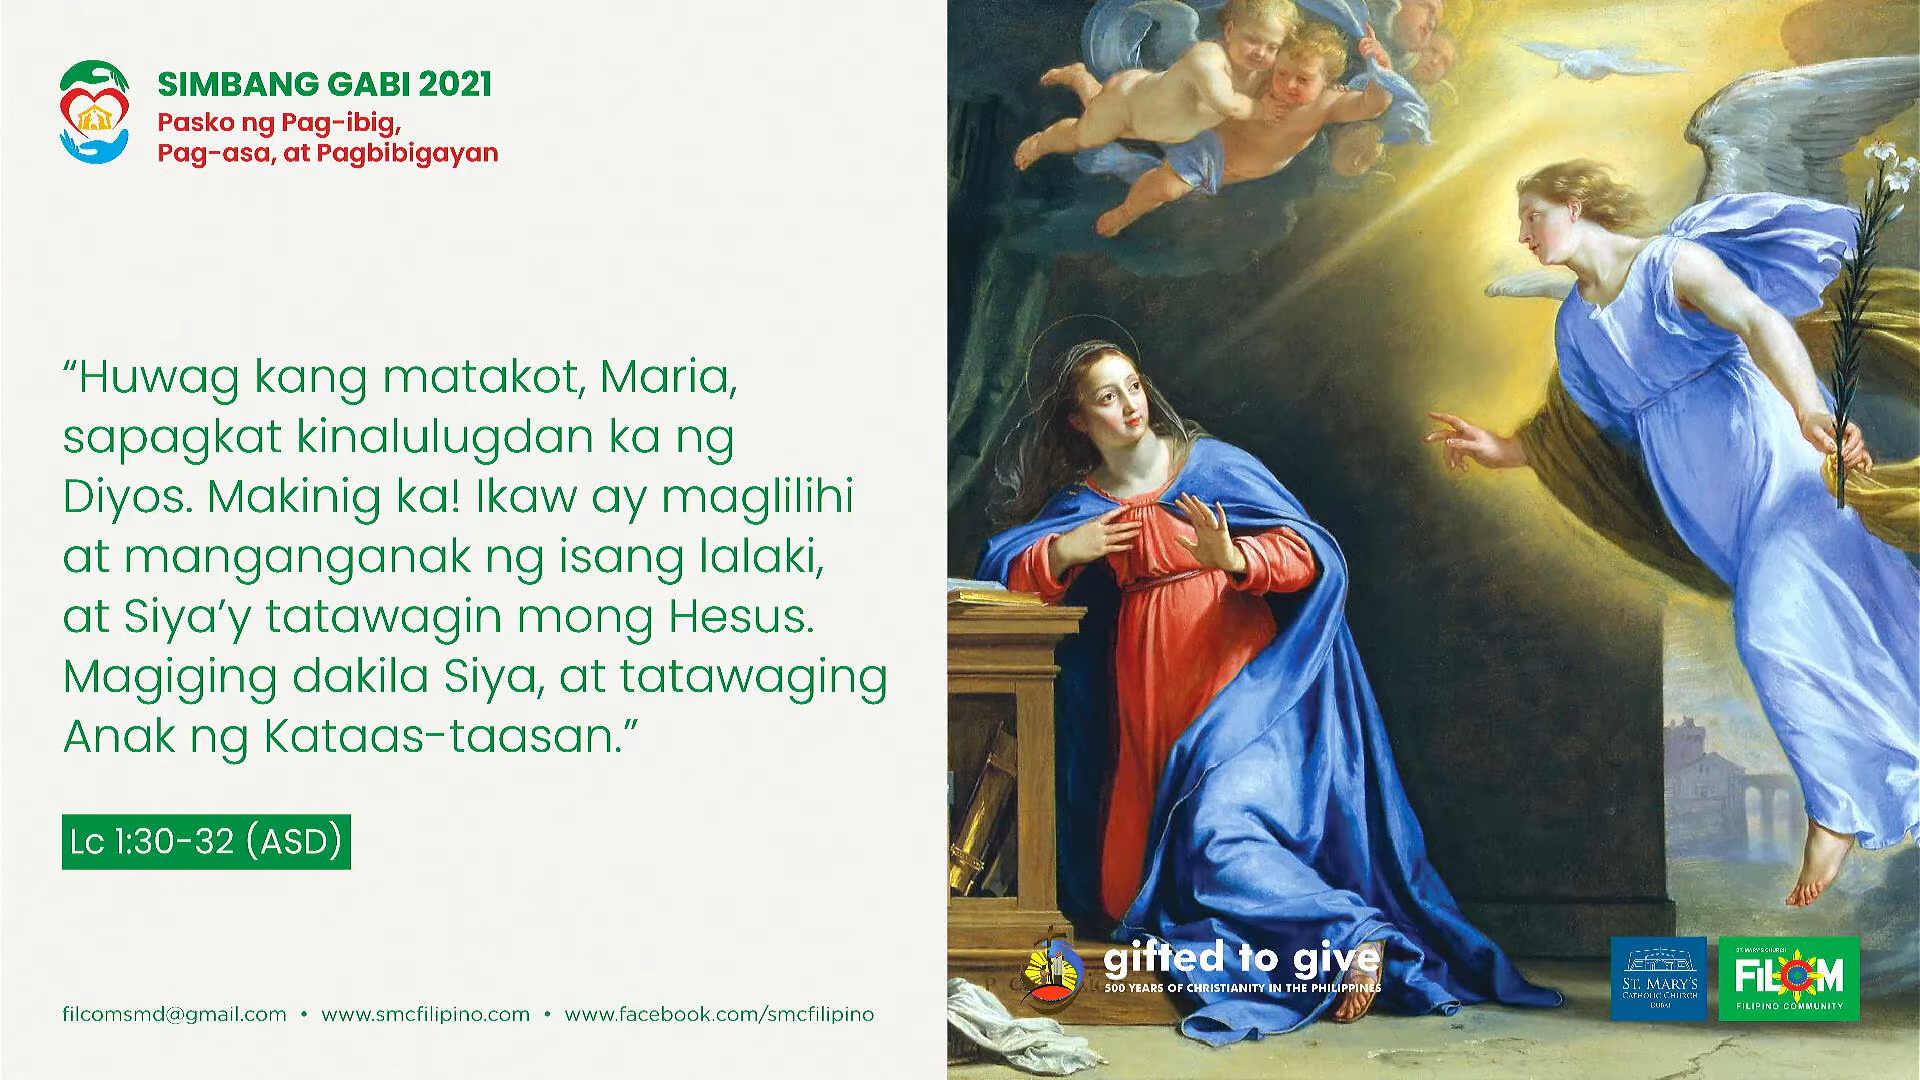 SIMBANG GABI 2021
Pasko ng Pag-ibig,
Pag-asa, at Pagbibigayan
“Huwag kang matakot, Maria,
sapagkat kinalulugdan ka ng
Diyos. Makinig ka! Ikaw ay maglilihi
at manganganak ng isang lalaki,
at Siya’y tatawagin mong Hesus.
Magiging dakila Siya, at tatawaging
Anak ng Kataas-taasan.”
Lc 1:30-32 (ASD)
filcomsmd@gmail.com • www.smcfilipino.com • www.facebook.com/smcfilipino
gifted to give
500 YEARS OF CHRISTIANITY IN THE PHILIPPINES
ST. MARY'S
CATHOLIC CHURCH
DUBAI
ST. MARY'S CHURCH
FILCOM
FILIPINO COMMUNITY